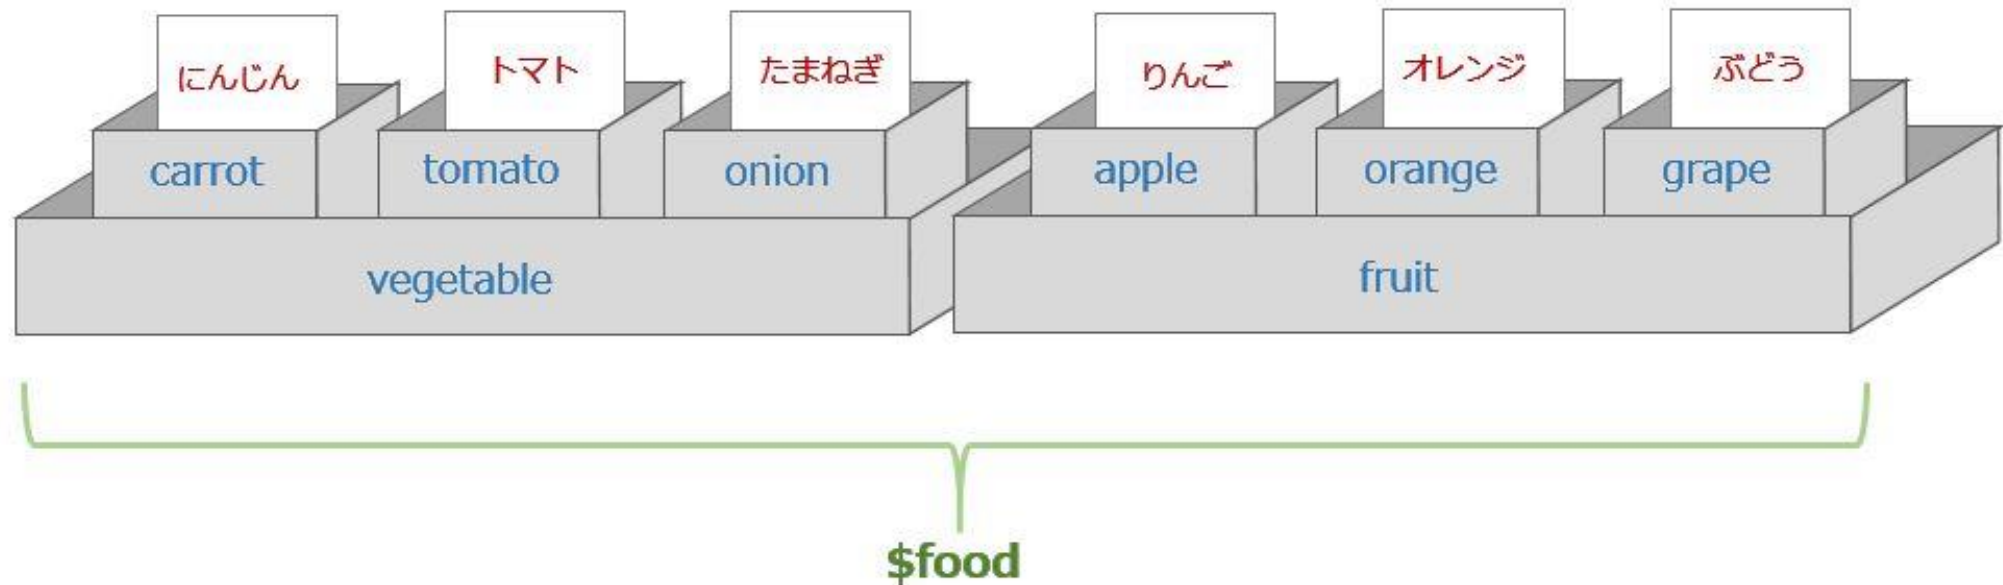 にんじん トマト たまねぎ りんご オレンジ ぶどう
carrot tomato onion apple orange grape
vegetable fruit
$food